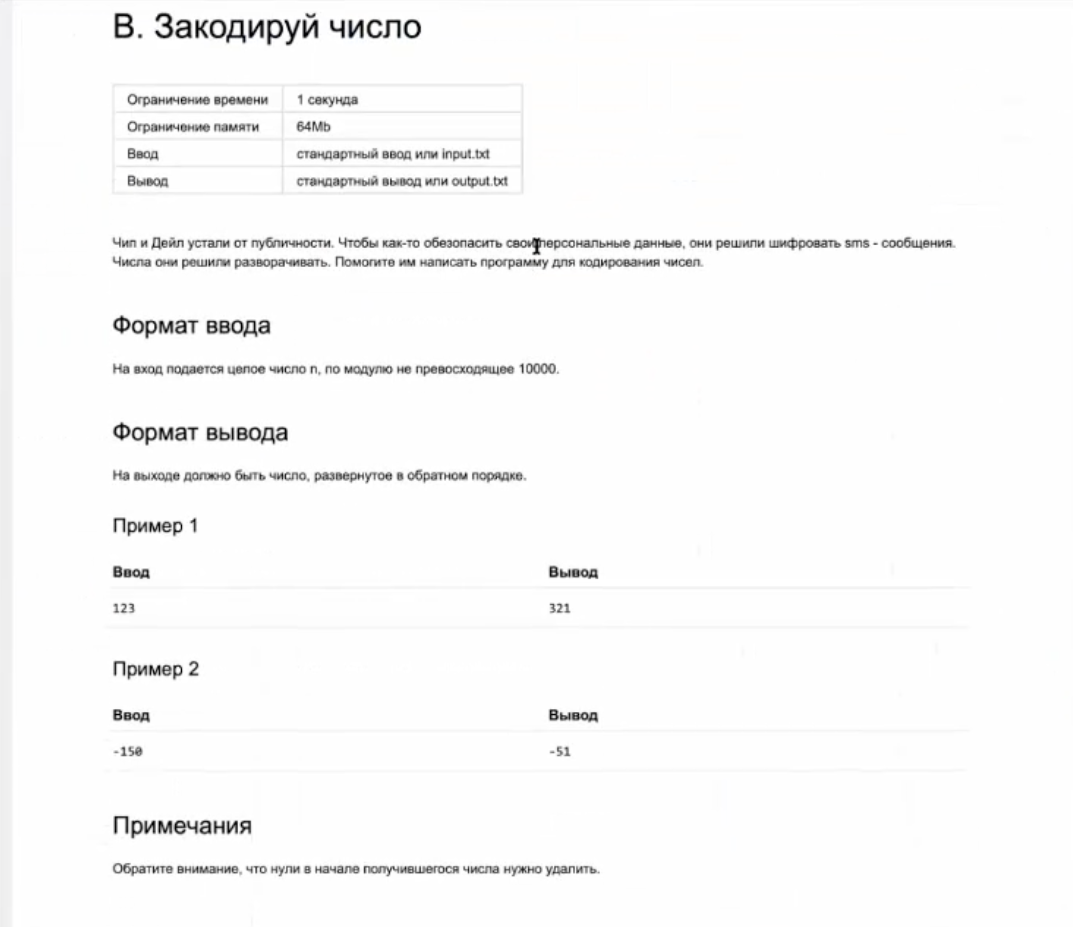 В. Закодируй число
Ограничение времени 1 секунда
Ограничение памяти 64Mb
Ввод стандартный ввод или input.txt
Вывод стандартный вывод или output.txt
Чип и Дейл устали от публичности. Чтобы как-то обезопасить свои персональные данные, они решили шифровать sms - сообщения.
Числа они решили разворачивать. Помогите им написать программу для кодирования чисел.
Формат ввода
На вход подается целое число n, по модулю не превосходящее 10000.
Формат вывода
На выходе должно быть число, развернутое в обратном порядке.
Пример 1
Ввод Вывод
123 321
Пример 2
Ввод Вывод
-150 -51
Примечания
Обратите внимание, что нули в начале получившегося числа нужно удалить.